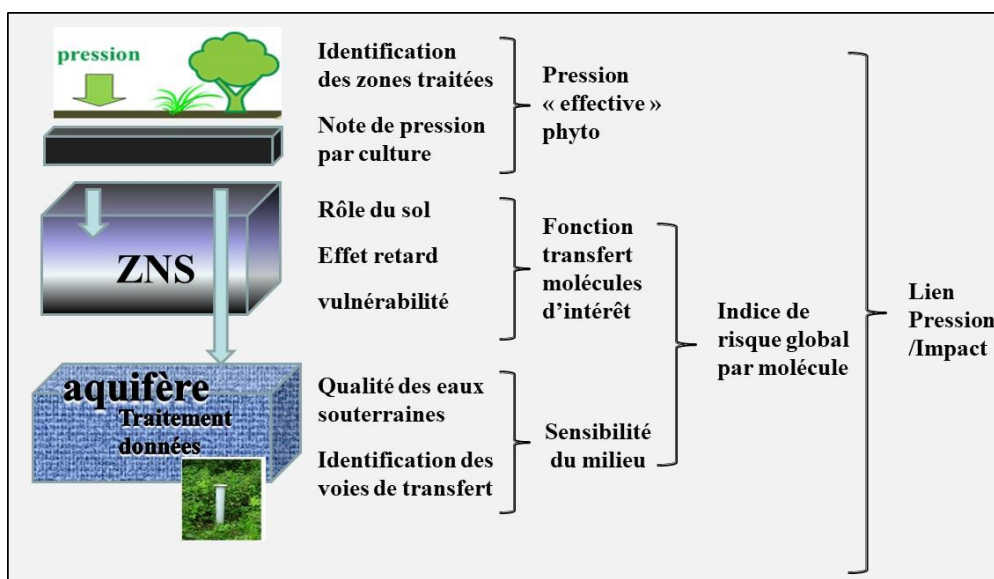 pression
Identification
des zones traitées
Note de pression
par culture
Pression
« effective »
phyto
ZNS
Rôle du sol
Effet retard
vulnérabilité
Fonction
transfert
molécules
d’intérêt
aquifère
Traitement
données
Qualité des eaux
souterraines
Identification des
voies de transfert
Sensibilité
du milieu
Indice de
risque global
par molécule
Lien
Pression
/Impact